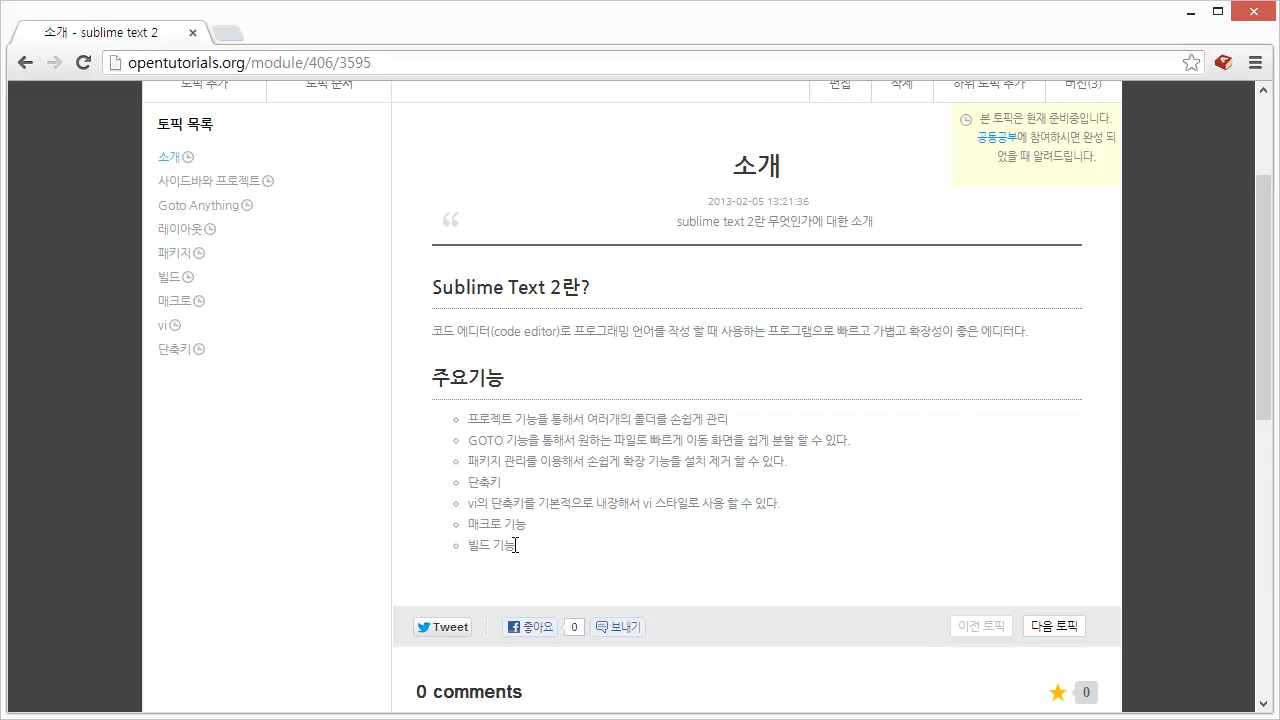 소개 - sublime text 2
opentutorials.org/module/406/3595
토픽 추가
토픽 순서
편집
삭제
하위 토픽 추가
버전(3)
토픽 목록
소개
사이드바와 프로젝트
Goto Anything
레이아웃
패키지
빌드
매크로
vi
단축키
본 토픽은 현재 준비중입니다.
공동공부에 참여하시면 완성 되
었을 때 알려드립니다.
소개
2013-02-05 13:21:36
sublime text 2란 무엇인가에 대한 소개
Sublime Text 2란?
코드 에디터(code editor)로 프로그래밍 언어를 작성 할 때 사용하는 프로그램으로 빠르고 가볍고 확장성이 좋은 에디터다.
주요기능
프로젝트 기능을 통해서 여러개의 폴더를 손쉽게 관리
GOTO 기능을 통해서 원하는 파일로 빠르게 이동 화면을 쉽게 분할 할 수 있다.
패키지 관리를 이용해서 손쉽게 확장 기능을 설치 제거 할 수 있다.
단축키
vi의 단축키를 기본적으로 내장해서 vi 스타일로 사용 할 수 있다.
매크로 기능
빌드 기능
Tweet
좋아요
0
보내기
이전 토픽
다음 토픽
0 comments
0